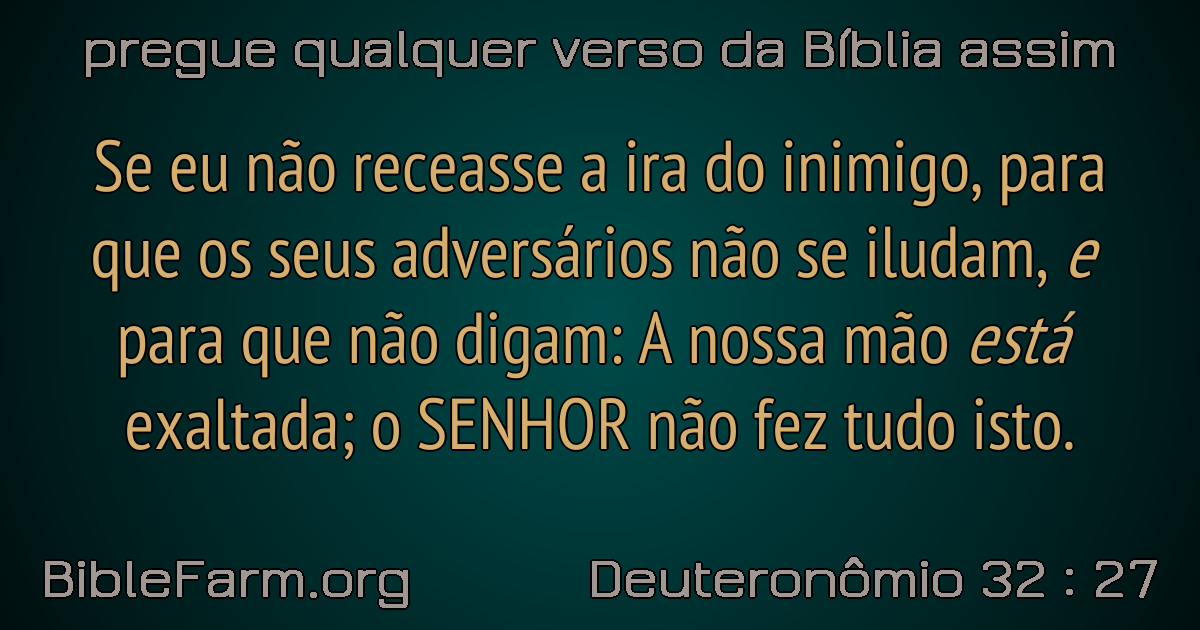 pregue qualquer verso da Bíblia assim
Se eu não receasse a ira do inimigo, para
que os seus adversários não se iludam, e
para que não digam: A nossa mão está
exaltada; o SENHOR não fez tudo isto.
BibleFarm.org
Deuteronômio 32 : 27